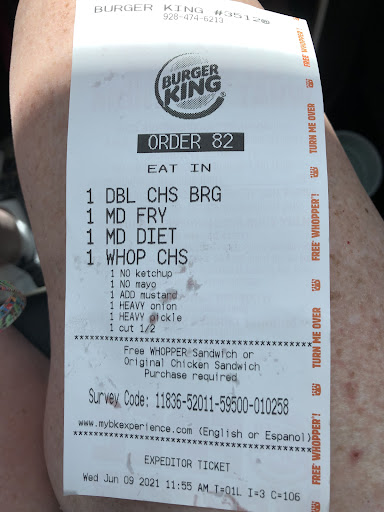 BURGER KING #3512
928-474-6213
BURGER
KING
ORDER 82
EAT IN
1 DBL CHS BRG
1 MD FRY
1 MD DIET
1 WHOP CHS
1 NO ketchup
1 NO mayo
1 ADD mustard
1 HEAVY onion
1 HEAVY pickle
1 cut 1/2
Free WHOPPER Sandwich or
Original Chicken Sandwich
Purchase required
Survey Code: 11836-52011-59500-010258
www.mybkexperience.com (English or Espanol)
EXPEDITOR TICKET
Wed Jun 09 2021 11:55 AM T=01L I=3 C=106
FREE WHOPPER!
TURN ME OVER
FREE WHOPPER!
TURN ME OVER
FREE WHOPPER!